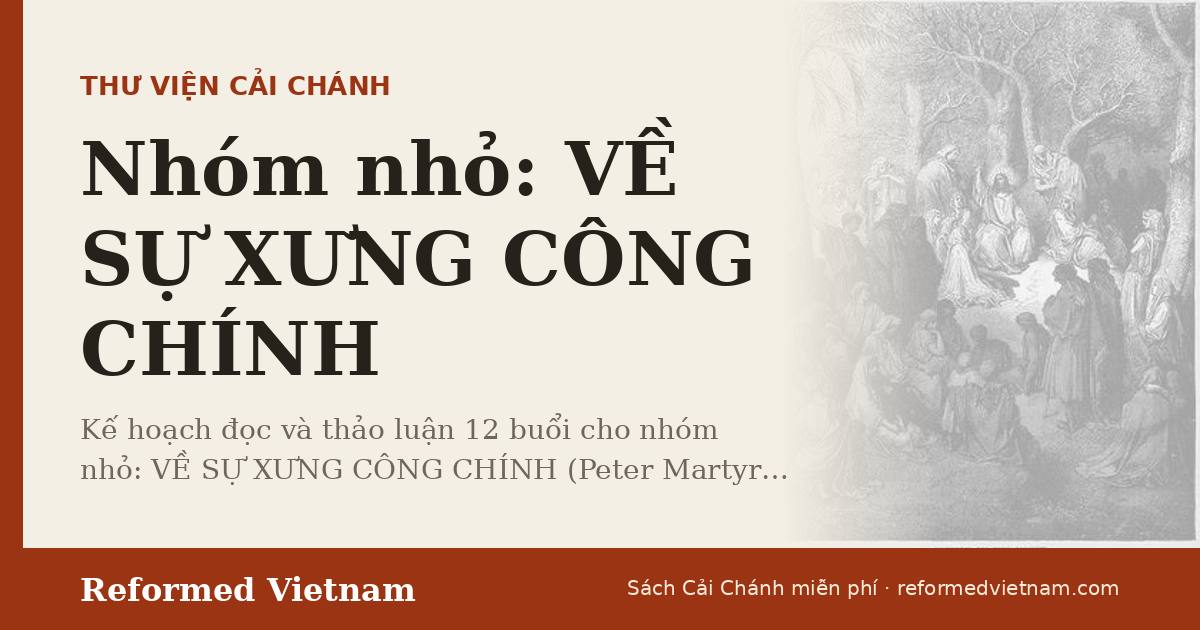 THƯ VIỆN CẢI CHÁNH
Nhóm nhỏ: VỀ
SỰ XƯNG CÔNG
CHÍNH
Kế hoạch đọc và thảo luận 12 buổi cho nhóm
nhỏ: VỀ SỰ XƯNG CÔNG CHÍNH (Peter Martyr...
Reformed Vietnam
Sách Cải Chánh miễn phí · reformedvietnam.com